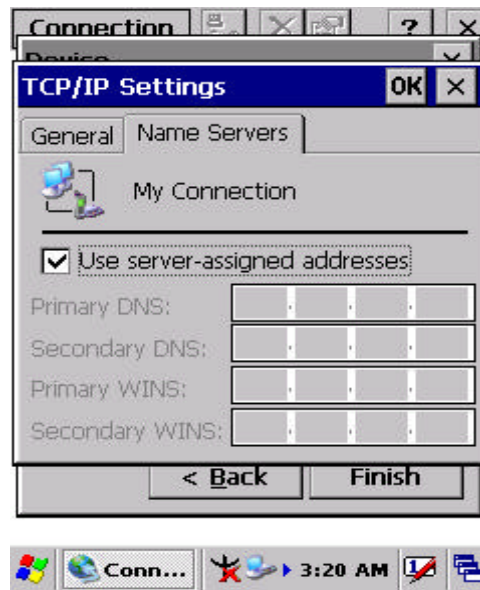 Connection ? ×
Device
TCP/IP Settings OK ×
General Name Servers
My Connection
Use server-assigned addresses
Primary DNS:
Secondary DNS:
Primary WINS:
Secondary WINS:
< Back Finish
Conn... 3:20 AM